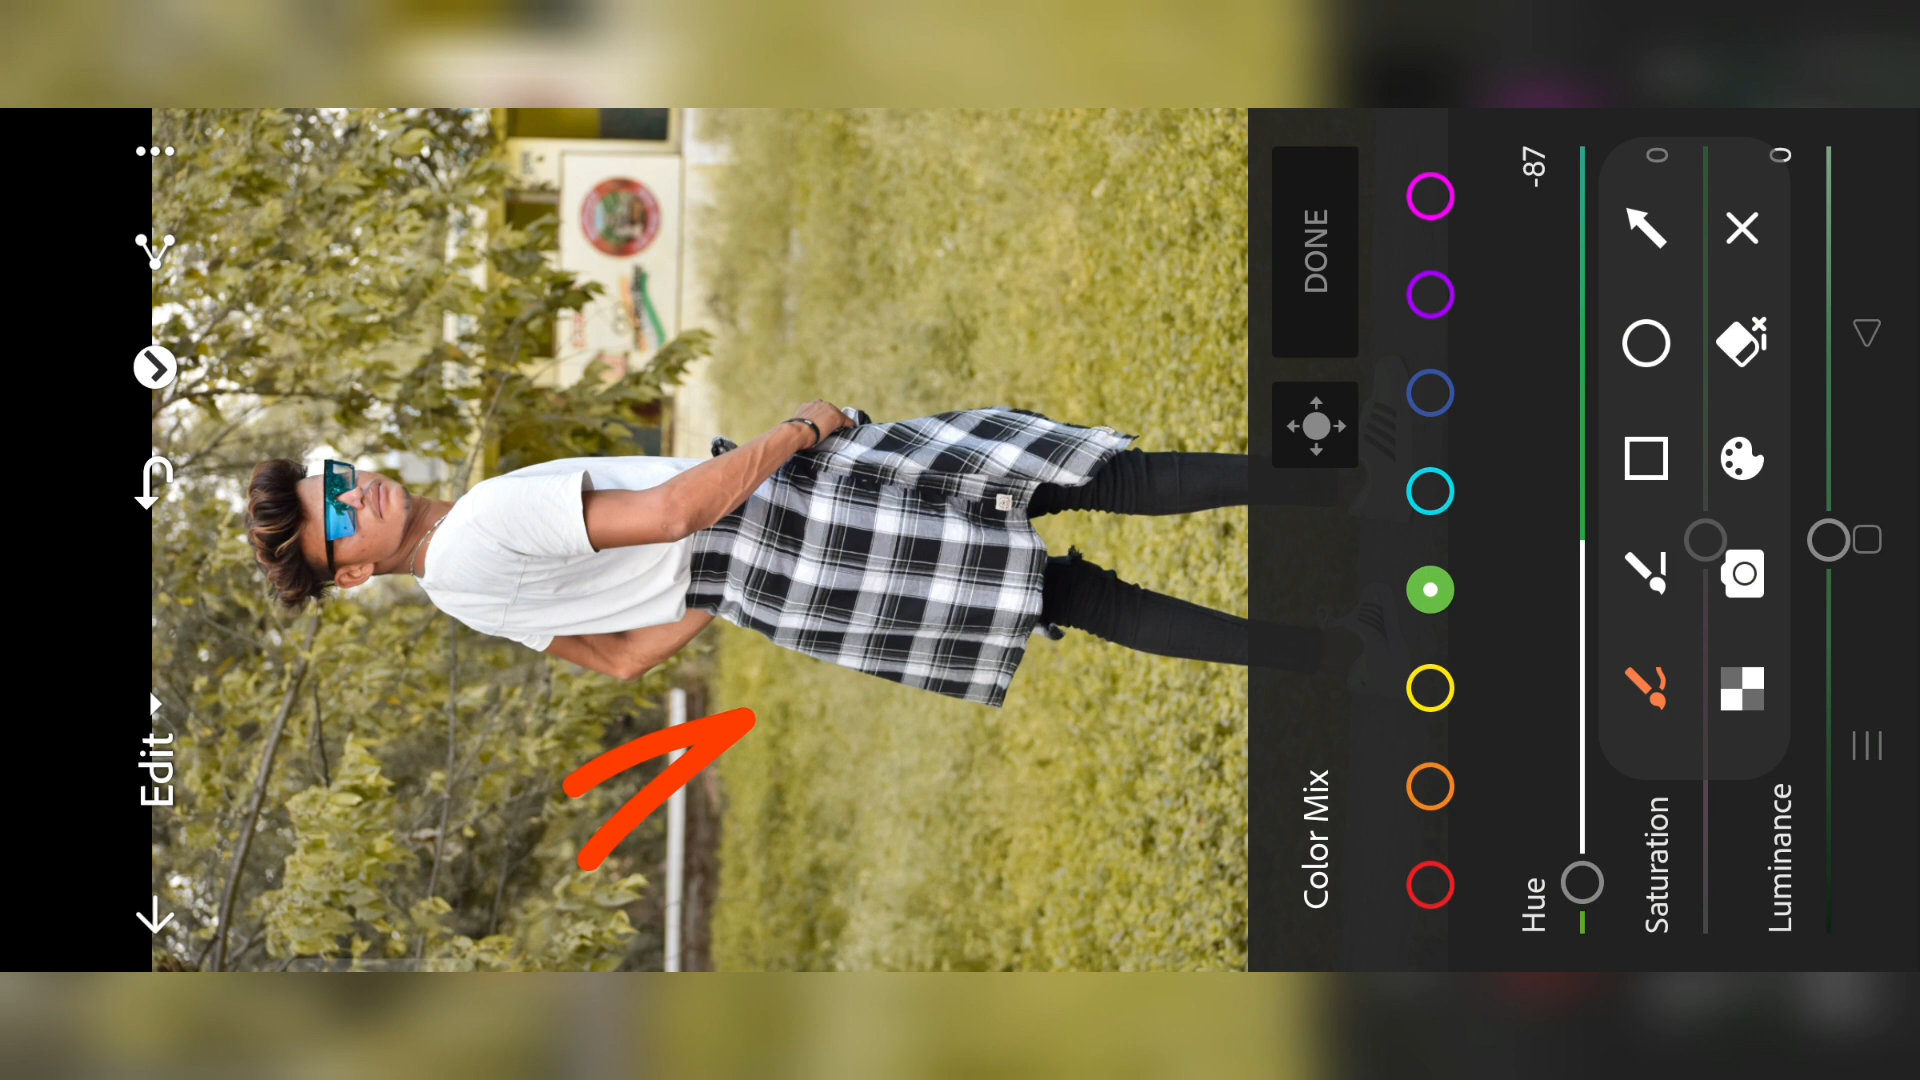 Edit
Color Mix
DONE
Hue
-87
Saturation
0
Luminance
0